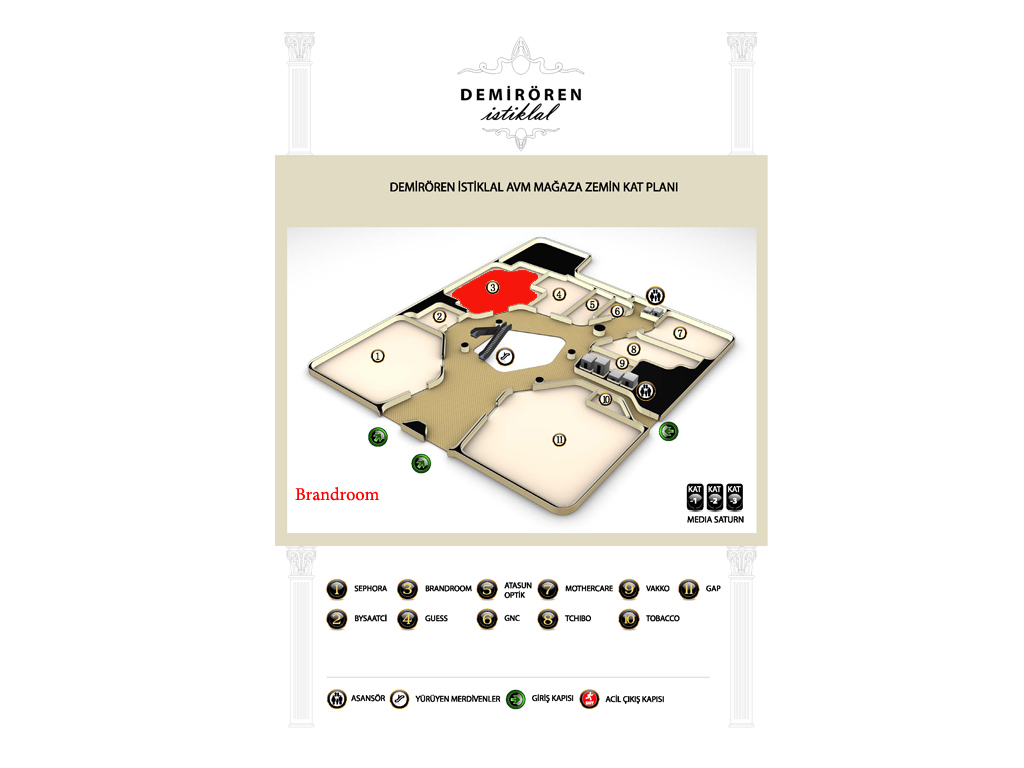 DEMİRÖREN
istiklal
DEMİRÖREN İSTİKLAL AVM MAĞAZA ZEMİN KAT PLANI
3
4
5
6
2
7
1
8
9
10
11
Brandroom
KAT -1 KAT -2 KAT -3
MEDIA SATURN
1 SEPHORA 3 BRANDROOM 5 ATASUN OPTİK 7 MOTHERCARE 9 VAKKO 11 GAP
2 BYSAATCİ 4 GUESS 6 GNC 8 TCHIBO 10 TOBACCO
ASANSÖR YÜRÜYEN MERDİVENLER GİRİŞ KAPISI EXIT ACİL ÇIKIŞ KAPISI